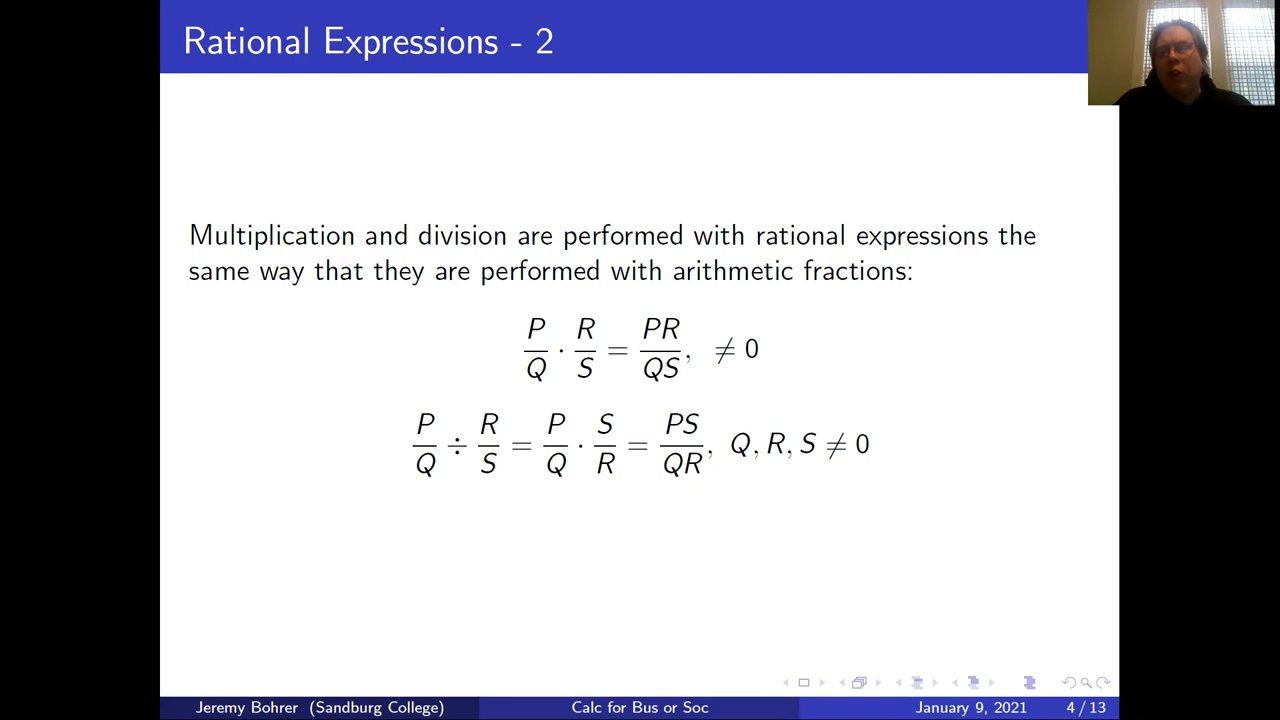 Rational Expressions - 2
Multiplication and division are performed with rational expressions the
same way that they are performed with arithmetic fractions:
P/Q · R/S = PR/QS, ≠ 0
P/Q ÷ R/S = P/Q · S/R = PS/QR, Q, R, S ≠ 0
Jeremy Bohrer (Sandburg College) Calc for Bus or Soc January 9, 2021 4 / 13